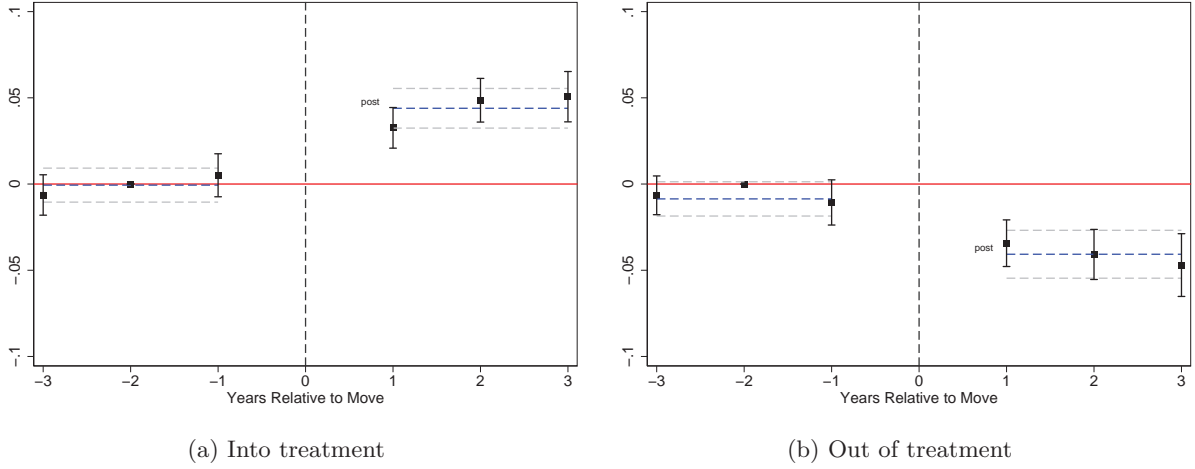 .1
.05
0
−.05
−.1
post
−3 −2 −1 0 1 2 3
Years Relative to Move
(a) Into treatment
.1
.05
0
−.05
−.1
post
−3 −2 −1 0 1 2 3
Years Relative to Move
(b) Out of treatment